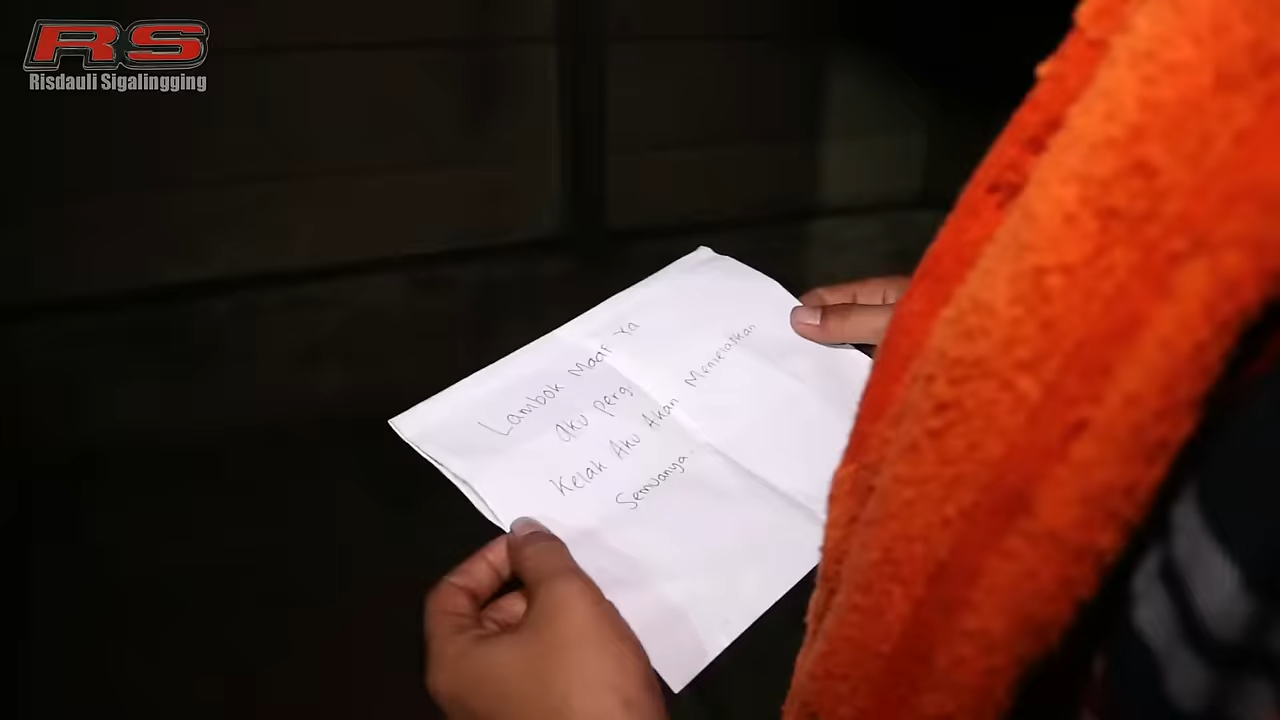 RS
Risdauli Sigalingging
Lambok Maaf Ya
aku pergi
Kelak Aku Akan Menjelaskan
Semuanya.